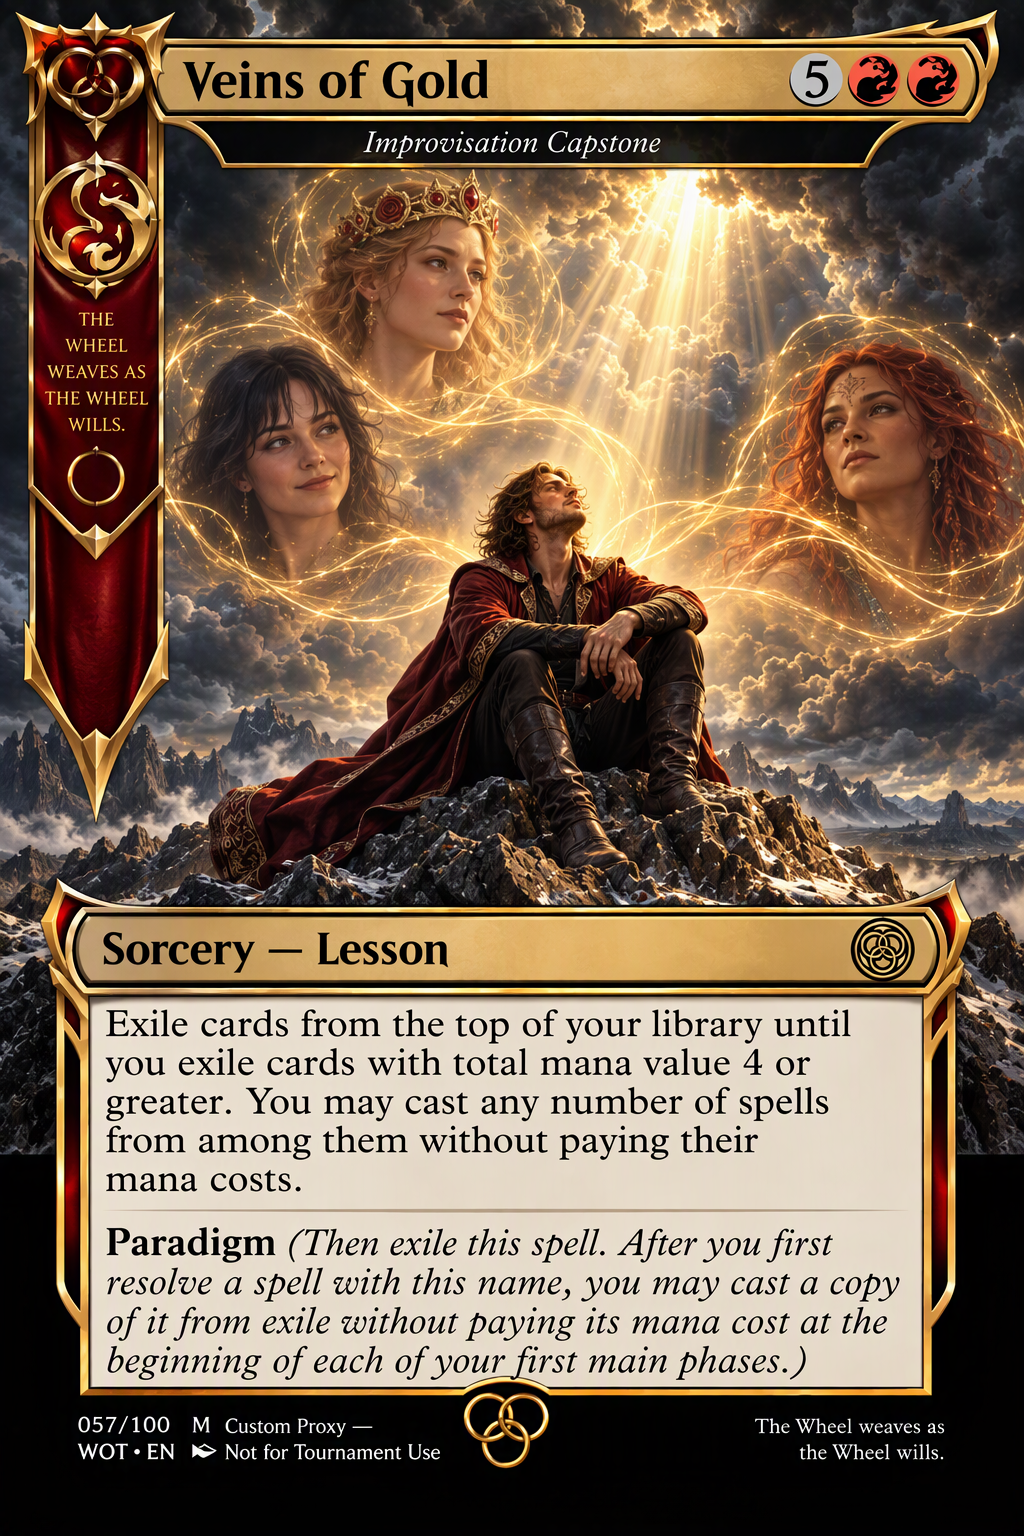 Veins of Gold
5
Improvisation Capstone
THE
WHEEL
WEAVES AS
THE WHEEL
WILLS.
Sorcery — Lesson
Exile cards from the top of your library until
you exile cards with total mana value 4 or
greater. You may cast any number of spells
from among them without paying their
mana costs.
Paradigm (Then exile this spell. After you first
resolve a spell with this name, you may cast a copy
of it from exile without paying its mana cost at the
beginning of each of your first main phases.)
057/100 M Custom Proxy —
WOT • EN Not for Tournament Use
The Wheel weaves as
the Wheel wills.